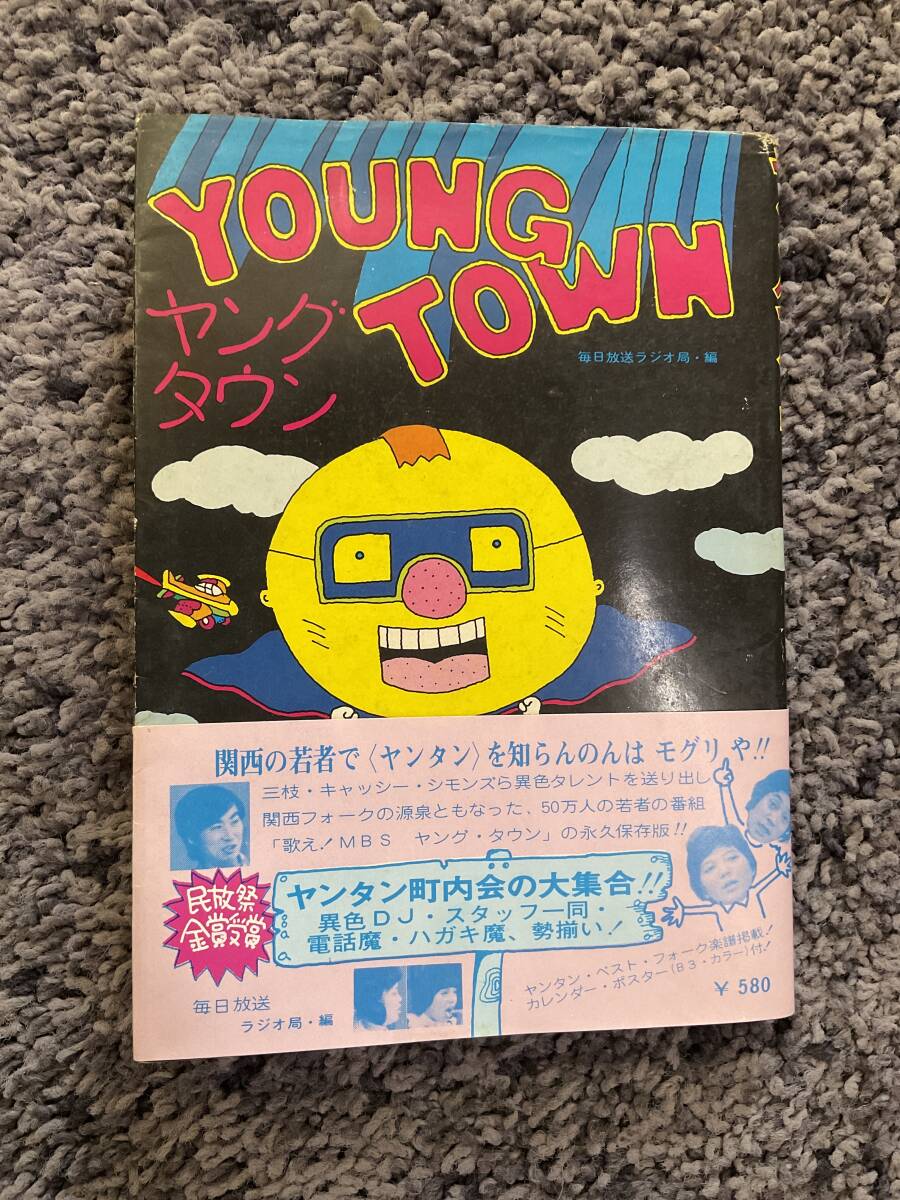 YOUNG
TOWN
ヤング
タウン
毎日放送ラジオ局・編
関西の若者で〈ヤンタン〉を知らんのんは モグリ や!!
三枝・キャッシー・シモンズら異色タレントを送り出し
関西フォークの源泉ともなった、50万人の若者の番組
「歌え!MBS ヤング・タウン」の永久保存版!!
民放祭
金賞受賞
ヤンタン町内会の大集合!!
異色DJ・スタッフ一同・
電話魔・ハガキ魔、勢揃い!
ヤンタン・ベスト・フォーク楽譜掲載!
カレンダー・ポスター(B3・カラー)付!
¥580
毎日放送
ラジオ局・編